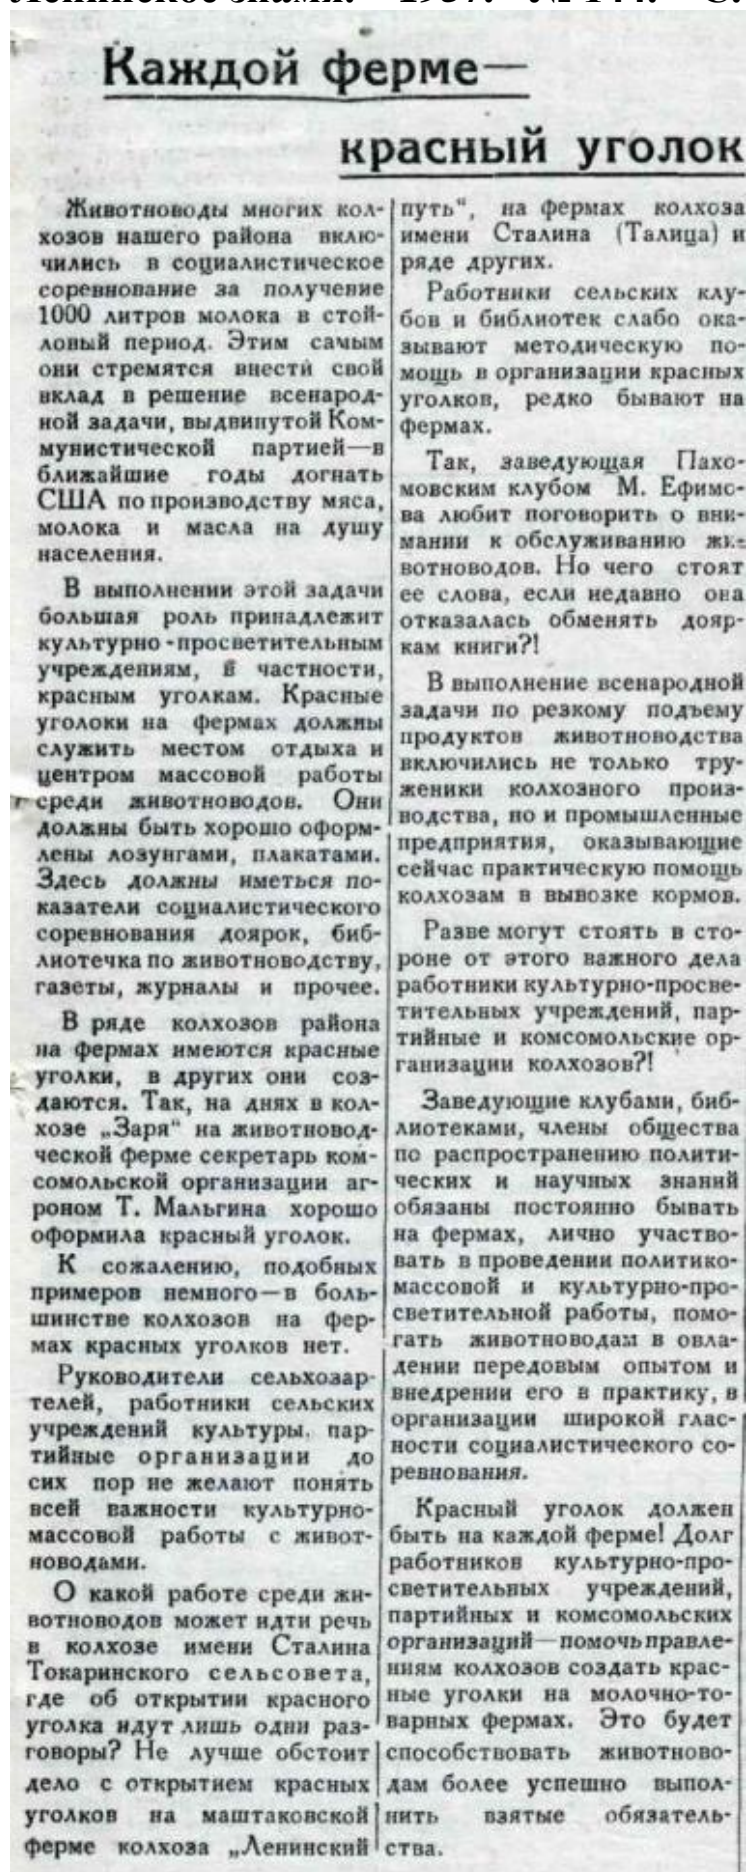 Ленинское знамя. – 1957. – № 144. – С.
Каждой ферме—
красный уголок
Животноводы многих кол-
хозов нашего района вклю-
чились в социалистическое
соревнование за получение
1000 литров молока в стой-
ловый период. Этим самым
они стремятся внести свой
вклад в решение всенарод-
ной задачи, выдвинутой Ком-
мунистической партией—в
ближайшие годы догнать
США по производству мяса,
молока и масла на душу
населения.
В выполнении этой задачи
большая роль принадлежит
культурно-просветительным
учреждениям, в частности,
красным уголкам. Красные
уголоки на фермах должны
служить местом отдыха и
центром массовой работы
среди животноводов. Они
должны быть хорошо оформ-
лены лозунгами, плакатами.
Здесь должны иметься по-
казатели социалистического
соревнования доярок, биб-
лиотечка по животноводству,
газеты, журналы и прочее.
В ряде колхозов района
на фермах имеются красные
уголки, в других они соз-
даются. Так, на днях в кол-
хозе „Заря“ на животновод-
ческой ферме секретарь ком-
сомольской организации аг-
роном Т. Мальгина хорошо
оформила красный уголок.
К сожалению, подобных
примеров немного—в боль-
шинстве колхозов на фер-
мах красных уголков нет.
Руководители сельхозар-
телей, работники сельских
учреждений культуры, пар-
тийные организации до
сих пор не желают понять
всей важности культурно-
массовой работы с живот-
новодами.
О какой работе среди жи-
вотноводов может идти речь
в колхозе имени Сталина
Токаринского сельсовета,
где об открытии красного
уголка идут лишь одни раз-
говоры? Не лучше обстоит
дело с открытием красных
уголков на маштаковской
ферме колхоза „Ленинский
путь“, на фермах колхоза
имени Сталина (Талица) и
ряде других.
Работники сельских клу-
бов и библиотек слабо ока-
зывают методическую по-
мощь в организации красных
уголков, редко бывают на
фермах.
Так, заведующая Пахо-
мовским клубом М. Ефимо-
ва любит поговорить о вни-
мании к обслуживанию жи-
вотноводов. Но чего стоят
ее слова, если недавно она
отказалась обменять дояр-
кам книги?!
В выполнение всенародной
задачи по резкому подъему
продуктов животноводства
включились не только тру-
женики колхозного произ-
водства, но и промышленные
предприятия, оказывающие
сейчас практическую помощь
колхозам в вывозке кормов.
Разве могут стоять в сто-
роне от этого важного дела
работники культурно-просве-
тительных учреждений, пар-
тийные и комсомольские ор-
ганизации колхозов?!
Заведующие клубами, биб-
лиотеками, члены общества
по распространению полити-
ческих и научных знаний
обязаны постоянно бывать
на фермах, лично участво-
вать в проведении политико-
массовой и культурно-про-
светительной работы, помо-
гать животноводам в овла-
дении передовым опытом и
внедрении его в практику, в
организации широкой глас-
ности социалистического со-
ревнования.
Красный уголок должен
быть на каждой ферме! Долг
работников культурно-про-
светительных учреждений,
партийных и комсомольских
организаций—помочь правле-
ниям колхозов создать крас-
ные уголки на молочно-то-
варных фермах. Это будет
способствовать животново-
дам более успешно выпол-
нить взятые обязатель-
ства.